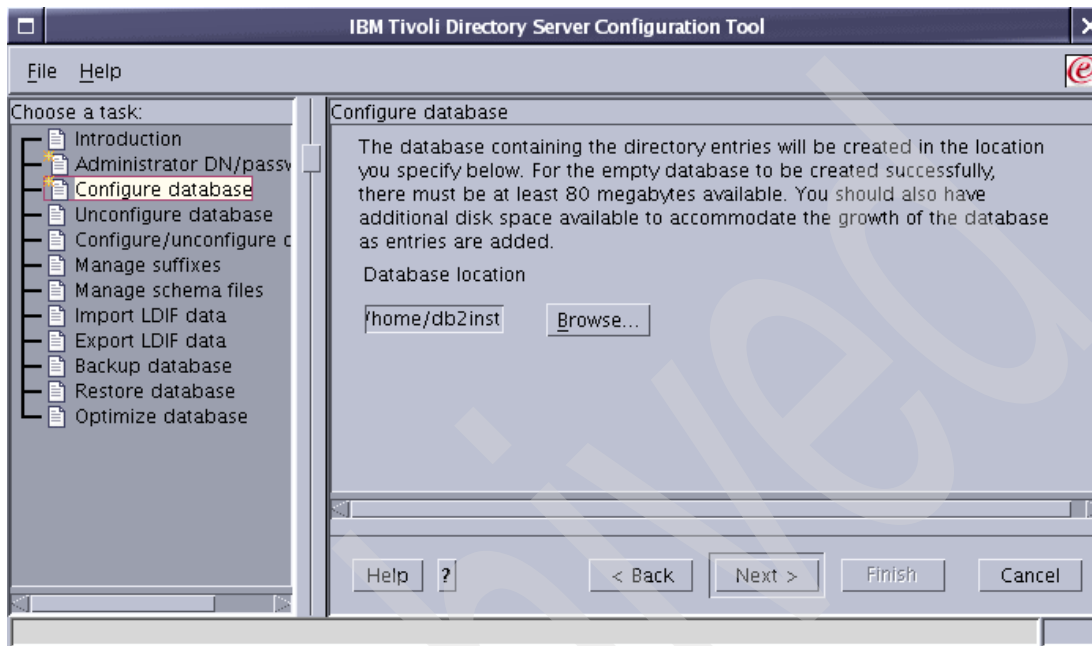 IBM Tivoli Directory Server Configuration Tool
File Help
Choose a task:
Introduction
Administrator DN/passw
Configure database
Unconfigure database
Configure/unconfigure c
Manage suffixes
Manage schema files
Import LDIF data
Export LDIF data
Backup database
Restore database
Optimize database
Configure database
The database containing the directory entries will be created in the location
you specify below. For the empty database to be created successfully,
there must be at least 80 megabytes available. You should also have
additional disk space available to accommodate the growth of the database
as entries are added.
Database location
/home/db2inst
Browse...
Help ? < Back Next > Finish Cancel